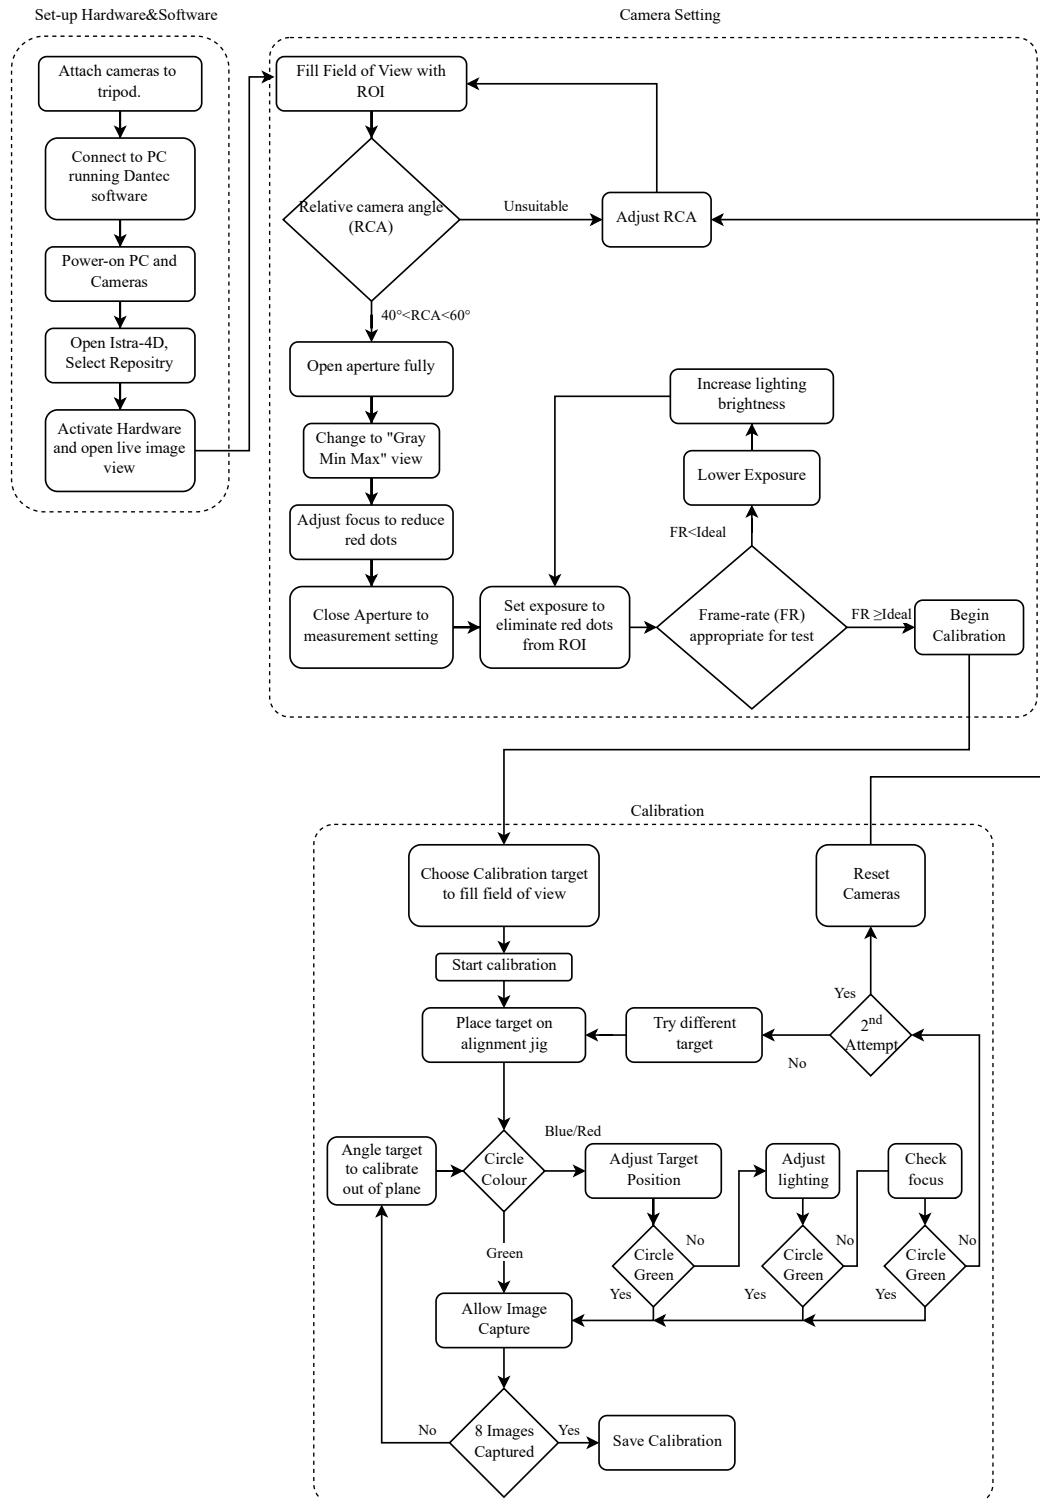 Set-up Hardware&Software
Attach cameras to
tripod.
Connect to PC
running Dantec
software
Power-on PC and
Cameras
Open Istra-4D,
Select Repositry
Activate Hardware
and open live image
view
Camera Setting
Fill Field of View with
ROI
Relative camera angle
(RCA)
Unsuitable
Adjust RCA
40°<RCA<60°
Open aperture fully
Change to "Gray
Min Max" view
Adjust focus to reduce
red dots
Close Aperture to
measurement setting
Set exposure to
eliminate red dots
from ROI
Increase lighting
brightness
Lower Exposure
FR<Ideal
Frame-rate (FR)
appropriate for test
FR ≥Ideal
Begin
Calibration
Calibration
Choose Calibration target
to fill field of view
Start calibration
Place target on
alignment jig
Try different
target
No
2nd
Attempt
Yes
Reset
Cameras
Angle target
to calibrate
out of plane
Circle
Colour
Blue/Red
Adjust Target
Position
Adjust
lighting
Check
focus
Circle
Green
No
Yes
Circle
Green
No
Yes
Circle
Green
No
Yes
Green
Allow Image
Capture
8 Images
Captured
No
Yes
Save Calibration